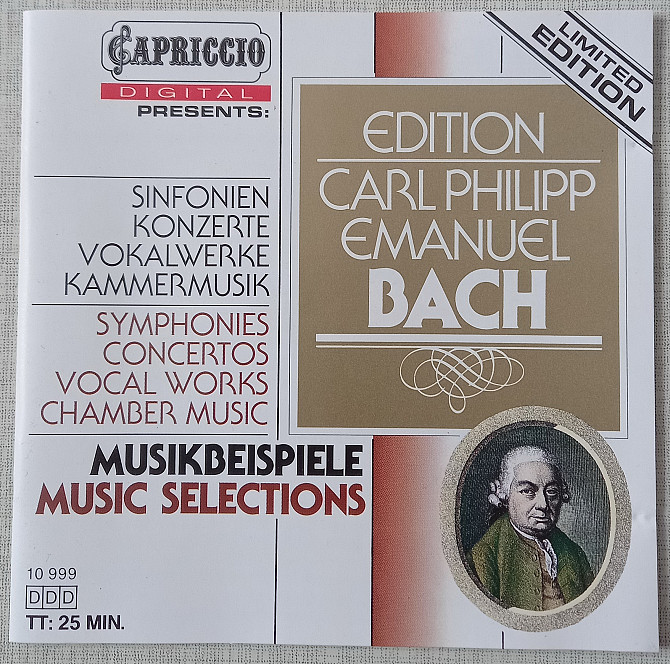 CAPRICCIO
DIGITAL
PRESENTS:
LIMITED
EDITION
EDITION
CARL PHILIPP
EMANUEL
BACH
SINFONIEN
KONZERTE
VOKALWERKE
KAMMERMUSIK
SYMPHONIES
CONCERTOS
VOCAL WORKS
CHAMBER MUSIC
MUSIKBEISPIELE
MUSIC SELECTIONS
10 999
DDD
TT: 25 MIN.